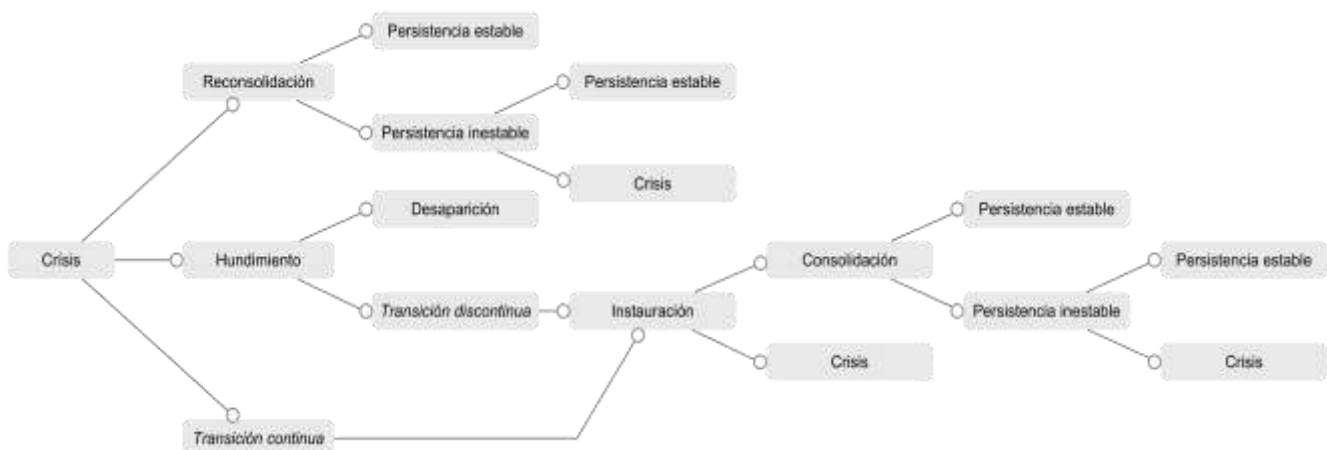 Persistencia estable
Reconsolidación
Persistencia estable
Persistencia inestable
Crisis
Desaparición
Persistencia estable
Crisis
Hundimiento
Consolidación
Persistencia estable
Transición discontinua
Instauración
Persistencia inestable
Crisis
Crisis
Transición continua